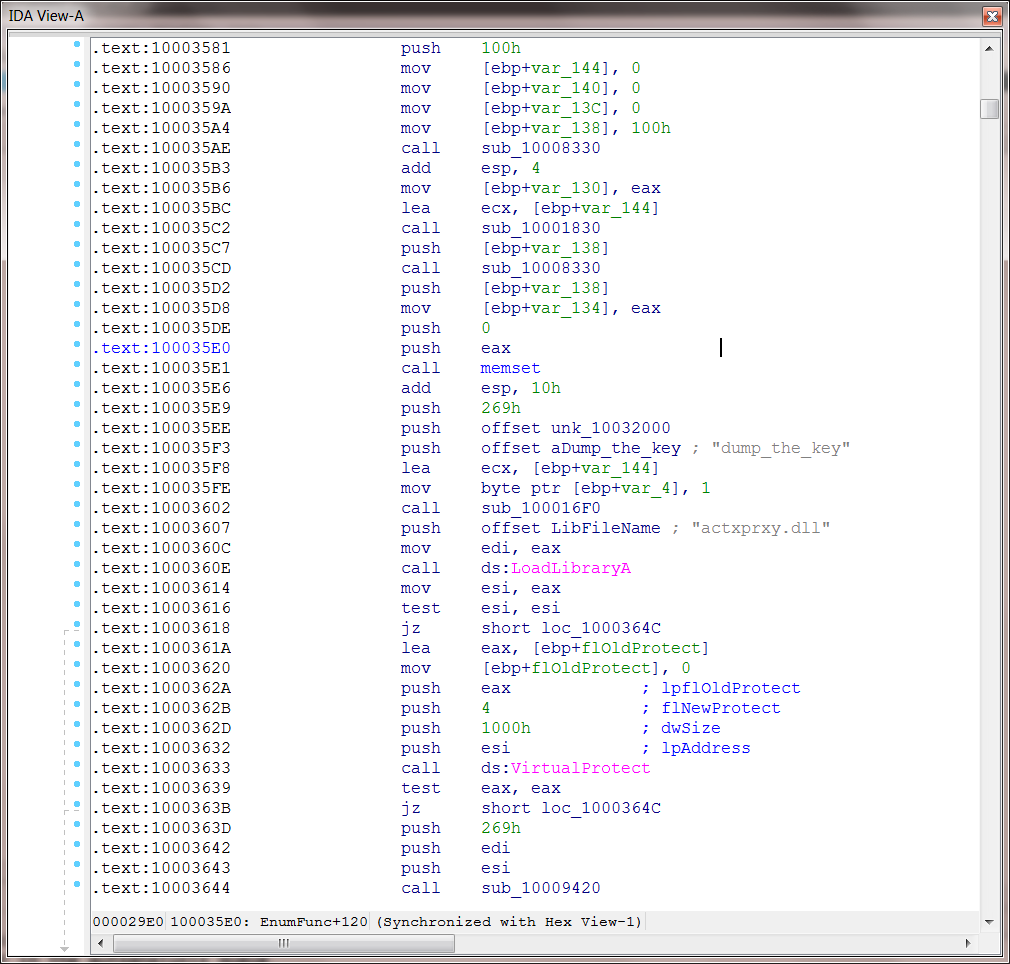 IDA View-A
.text:10003581 push 100h
.text:10003586 mov [ebp+var_144], 0
.text:10003590 mov [ebp+var_140], 0
.text:1000359A mov [ebp+var_13C], 0
.text:100035A4 mov [ebp+var_138], 100h
.text:100035AE call sub_10008330
.text:100035B3 add esp, 4
.text:100035B6 mov [ebp+var_130], eax
.text:100035BC lea ecx, [ebp+var_144]
.text:100035C2 call sub_10001830
.text:100035C7 push [ebp+var_138]
.text:100035CD call sub_10008330
.text:100035D2 push [ebp+var_138]
.text:100035D8 mov [ebp+var_134], eax
.text:100035DE push 0
.text:100035E0 push eax
.text:100035E1 call memset
.text:100035E6 add esp, 10h
.text:100035E9 push 269h
.text:100035EE push offset unk_10032000
.text:100035F3 push offset aDump_the_key ; "dump_the_key"
.text:100035F8 lea ecx, [ebp+var_144]
.text:100035FE mov byte ptr [ebp+var_4], 1
.text:10003602 call sub_100016F0
.text:10003607 push offset LibFileName ; "actxprxy.dll"
.text:1000360C mov edi, eax
.text:1000360E call ds:LoadLibraryA
.text:10003614 mov esi, eax
.text:10003616 test esi, esi
.text:10003618 jz short loc_1000364C
.text:1000361A lea eax, [ebp+flOldProtect]
.text:10003620 mov [ebp+flOldProtect], 0
.text:1000362A push eax ; lpflOldProtect
.text:1000362B push 4 ; flNewProtect
.text:1000362D push 1000h ; dwSize
.text:10003632 push esi ; lpAddress
.text:10003633 call ds:VirtualProtect
.text:10003639 test eax, eax
.text:1000363B jz short loc_1000364C
.text:1000363D push 269h
.text:10003642 push edi
.text:10003643 push esi
.text:10003644 call sub_10009420
000029E0 100035E0: EnumFunc+120 (Synchronized with Hex View-1)